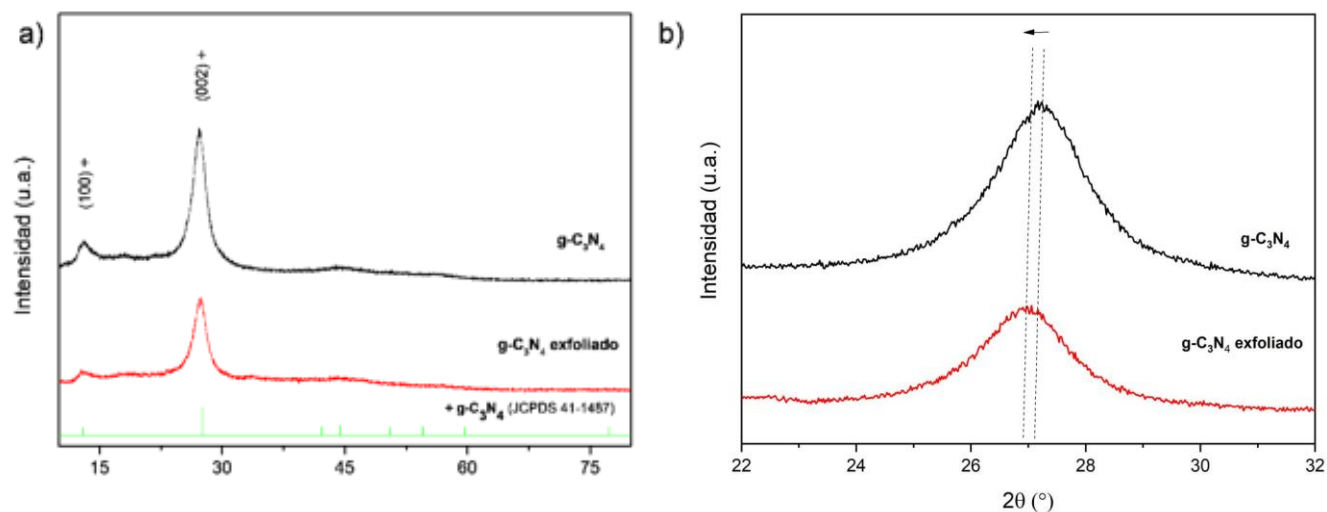 a)
(100) +
(002) +
g-C₃N₄
g-C₃N₄ exfoliado
+ g-C₃N₄ (JCPDS 41-1487)
Intensidad (u.a.)
15 30 45 60 75
b)
g-C₃N₄
g-C₃N₄ exfoliado
Intensidad (u.a.)
22 24 26 28 30 32
2θ (°)